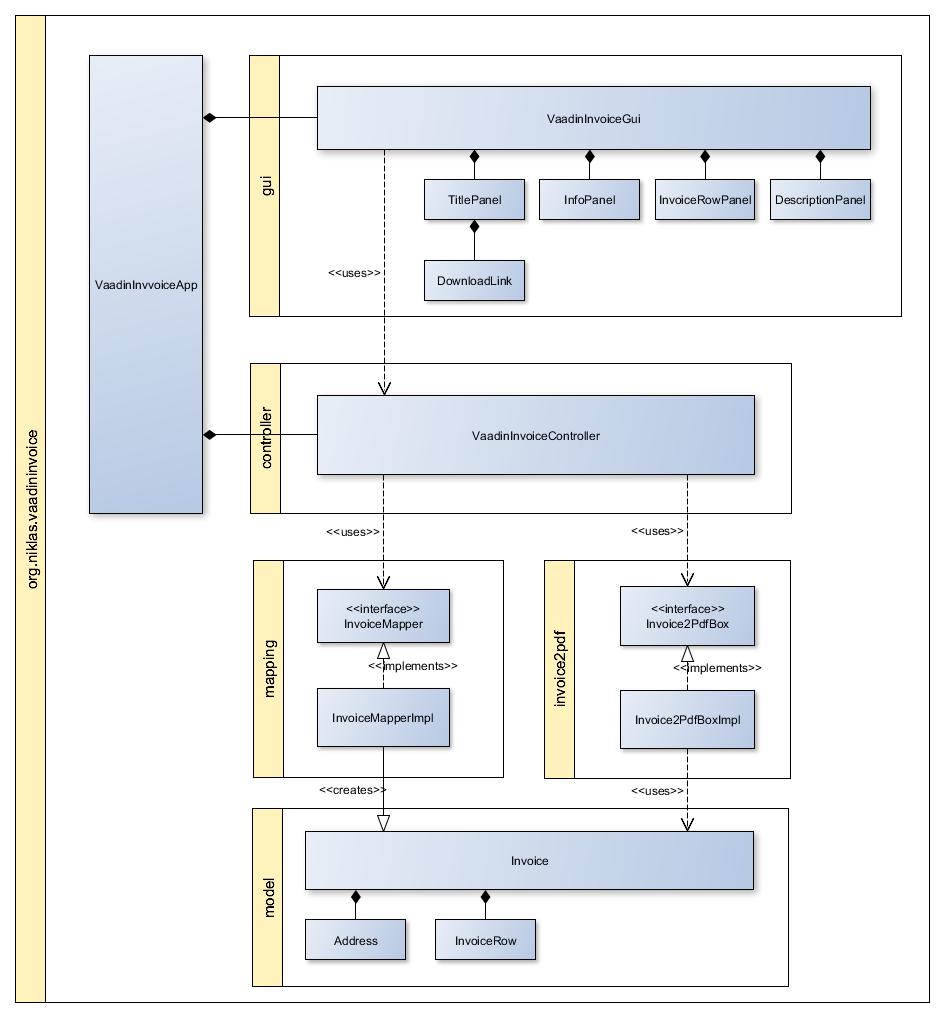 org.niklas.vaadininvoice
VaadinInvvoiceApp
gui
VaadinInvoiceGui
TitlePanel
InfoPanel
InvoiceRowPanel
DescriptionPanel
DownloadLink
<<uses>>
controller
VaadinInvoiceController
<<uses>>
<<uses>>
mapping
<<interface>>
InvoiceMapper
<<implements>>
InvoiceMapperImpl
invoice2pdf
<<interface>>
Invoice2PdfBox
<<implements>>
Invoice2PdfBoxImpl
<<creates>>
<<uses>>
model
Invoice
Address
InvoiceRow